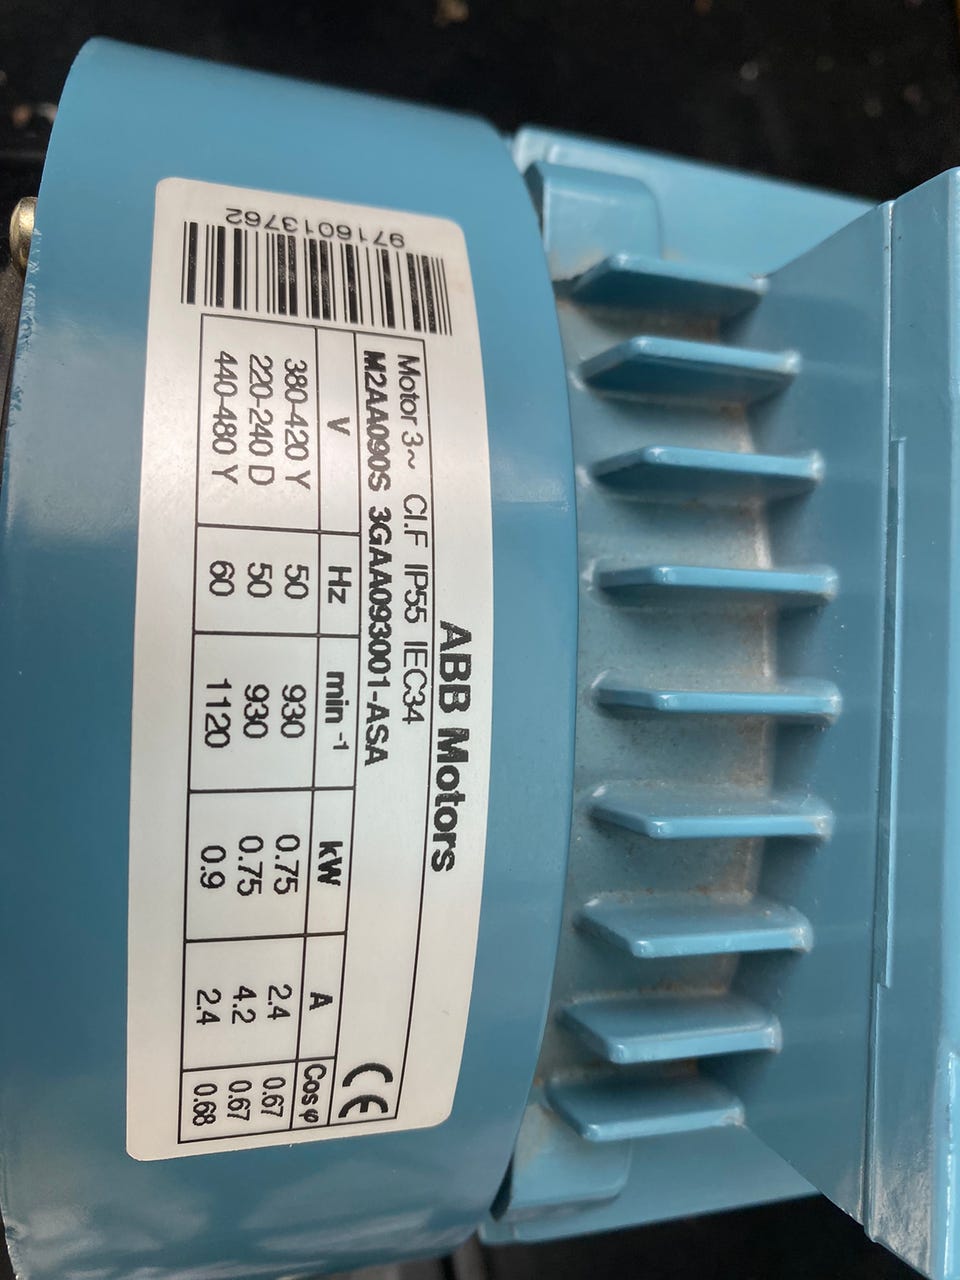 ABB Motors
Motor 3~ Cl.F IP55 IEC34
M2AA090S 3GAA093001-ASA
CE
V Hz min⁻¹ kW A Cos φ
380-420 Y 50 930 0.75 2.4 0.67
220-240 D 50 930 0.75 4.2 0.67
440-480 Y 60 1120 0.9 2.4 0.68
9716013762